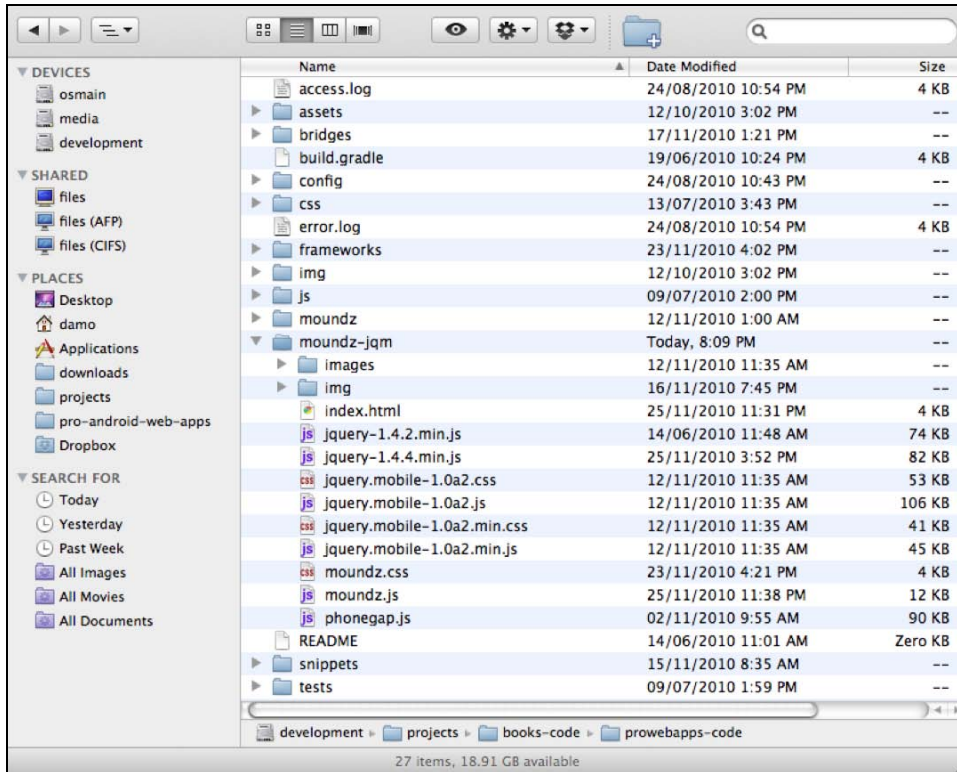 Name Date Modified Size
DEVICES
osmain
media
development
SHARED
files
files (AFP)
files (CIFS)
PLACES
Desktop
damo
Applications
downloads
projects
pro-android-web-apps
Dropbox
SEARCH FOR
Today
Yesterday
Past Week
All Images
All Movies
All Documents
access.log 24/08/2010 10:54 PM 4 KB
assets 12/10/2010 3:02 PM --
bridges 17/11/2010 1:21 PM --
build.gradle 19/06/2010 10:24 PM 4 KB
config 24/08/2010 10:43 PM --
css 13/07/2010 3:43 PM --
error.log 24/08/2010 10:54 PM 4 KB
frameworks 23/11/2010 4:02 PM --
img 12/10/2010 3:02 PM --
js 09/07/2010 2:00 PM --
moundz 12/11/2010 1:00 AM --
moundz-jqm Today, 8:09 PM --
images 12/11/2010 11:35 AM --
img 16/11/2010 7:45 PM --
index.html 25/11/2010 11:31 PM 4 KB
js jquery-1.4.2.min.js 14/06/2010 11:48 AM 74 KB
js jquery-1.4.4.min.js 25/11/2010 3:52 PM 82 KB
css jquery.mobile-1.0a2.css 12/11/2010 11:35 AM 53 KB
js jquery.mobile-1.0a2.js 12/11/2010 11:35 AM 106 KB
css jquery.mobile-1.0a2.min.css 12/11/2010 11:35 AM 41 KB
js jquery.mobile-1.0a2.min.js 12/11/2010 11:35 AM 45 KB
css moundz.css 23/11/2010 4:21 PM 4 KB
js moundz.js 25/11/2010 11:38 PM 12 KB
js phonegap.js 02/11/2010 9:55 AM 90 KB
README 14/06/2010 11:01 AM Zero KB
snippets 15/11/2010 8:35 AM --
tests 09/07/2010 1:59 PM --
development projects books-code prowebapps-code
27 items, 18.91 GB available